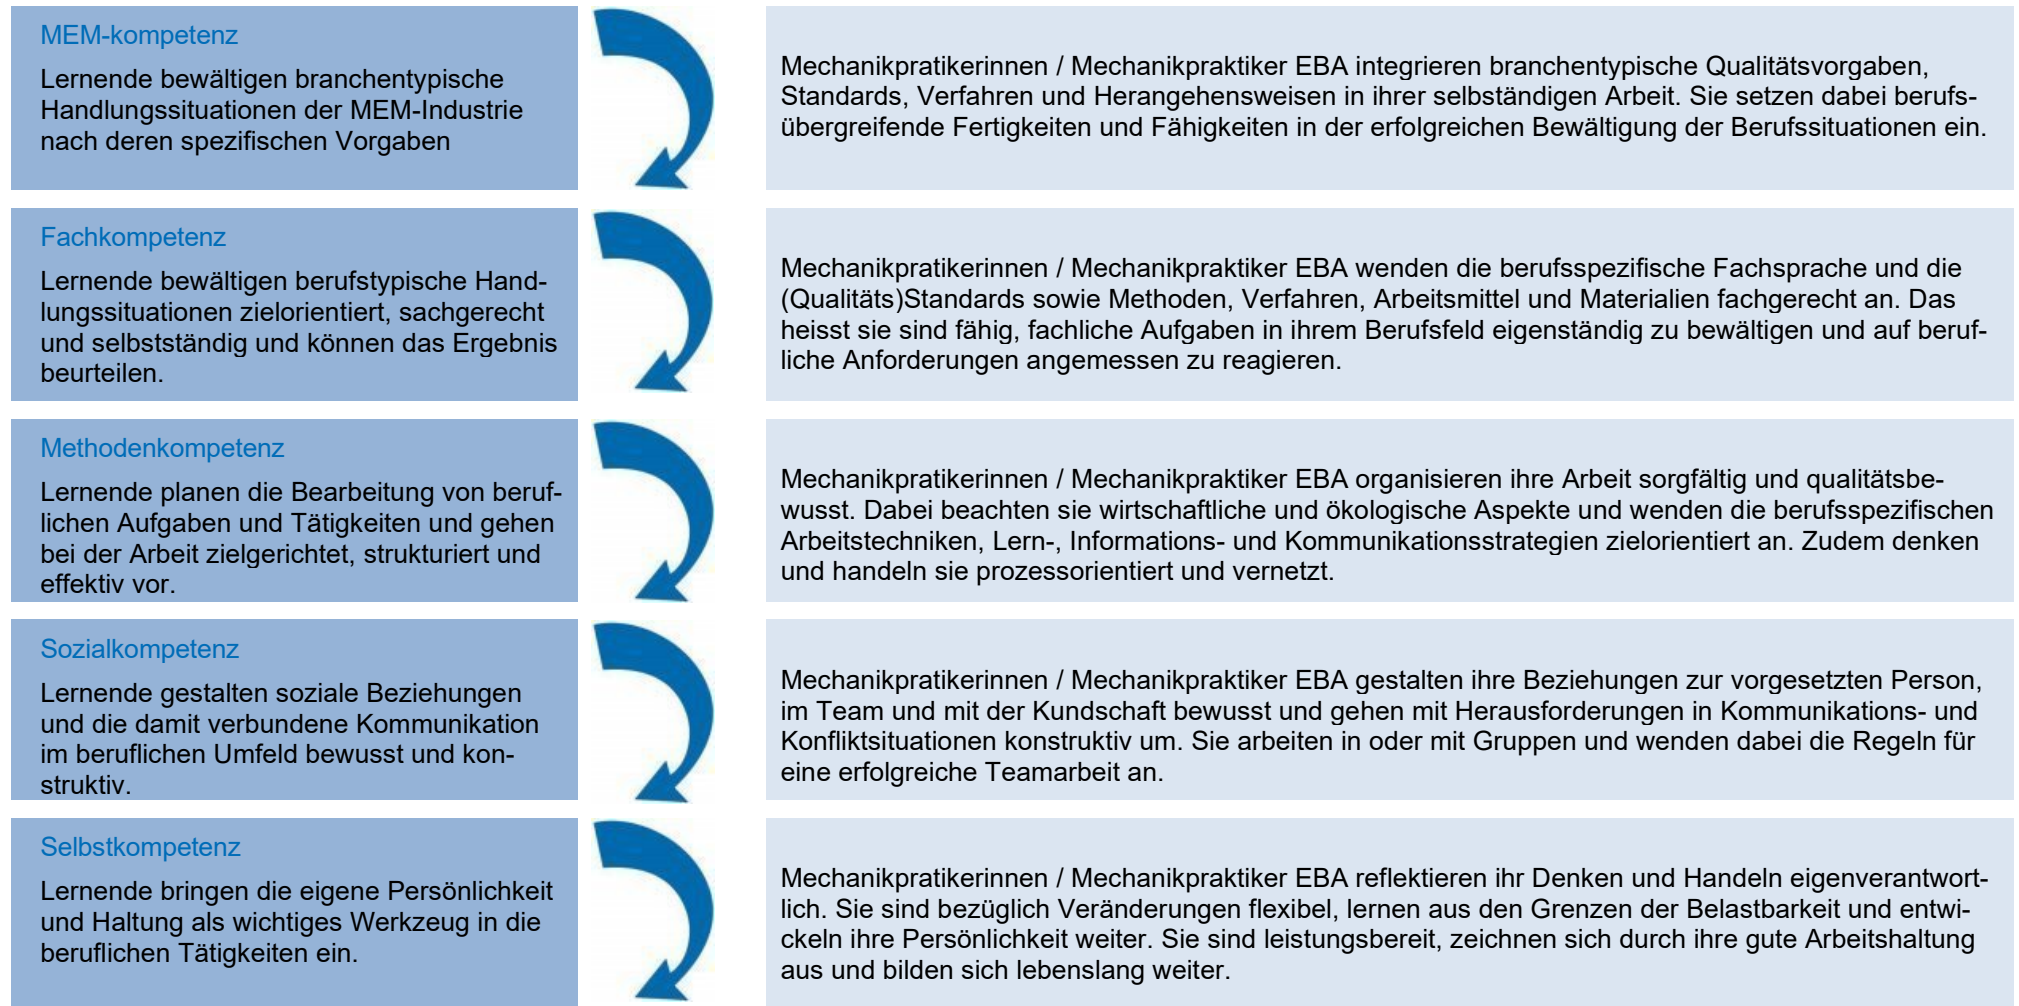 MEM-kompetenz
Lernende bewältigen branchentypische
Handlungssituationen der MEM-Industrie
nach deren spezifischen Vorgaben
Mechanikpratikerinnen / Mechanikpraktiker EBA integrieren branchentypische Qualitätsvorgaben,
Standards, Verfahren und Herangehensweisen in ihrer selbständigen Arbeit. Sie setzen dabei berufs-
übergreifende Fertigkeiten und Fähigkeiten in der erfolgreichen Bewältigung der Berufssituationen ein.
Fachkompetenz
Lernende bewältigen berufstypische Hand-
lungssituationen zielorientiert, sachgerecht
und selbstständig und können das Ergebnis
beurteilen.
Mechanikpratikerinnen / Mechanikpraktiker EBA wenden die berufsspezifische Fachsprache und die
(Qualitäts)Standards sowie Methoden, Verfahren, Arbeitsmittel und Materialien fachgerecht an. Das
heisst sie sind fähig, fachliche Aufgaben in ihrem Berufsfeld eigenständig zu bewältigen und auf beruf-
liche Anforderungen angemessen zu reagieren.
Methodenkompetenz
Lernende planen die Bearbeitung von beruf-
lichen Aufgaben und Tätigkeiten und gehen
bei der Arbeit zielgerichtet, strukturiert und
effektiv vor.
Mechanikpratikerinnen / Mechanikpraktiker EBA organisieren ihre Arbeit sorgfältig und qualitätsbe-
wusst. Dabei beachten sie wirtschaftliche und ökologische Aspekte und wenden die berufsspezifischen
Arbeitstechniken, Lern-, Informations- und Kommunikationsstrategien zielorientiert an. Zudem denken
und handeln sie prozessorientiert und vernetzt.
Sozialkompetenz
Lernende gestalten soziale Beziehungen
und die damit verbundene Kommunikation
im beruflichen Umfeld bewusst und kon-
struktiv.
Mechanikpratikerinnen / Mechanikpraktiker EBA gestalten ihre Beziehungen zur vorgesetzten Person,
im Team und mit der Kundschaft bewusst und gehen mit Herausforderungen in Kommunikations- und
Konfliktsituationen konstruktiv um. Sie arbeiten in oder mit Gruppen und wenden dabei die Regeln für
eine erfolgreiche Teamarbeit an.
Selbstkompetenz
Lernende bringen die eigene Persönlichkeit
und Haltung als wichtiges Werkzeug in die
beruflichen Tätigkeiten ein.
Mechanikpratikerinnen / Mechanikpraktiker EBA reflektieren ihr Denken und Handeln eigenverantwort-
lich. Sie sind bezüglich Veränderungen flexibel, lernen aus den Grenzen der Belastbarkeit und entwi-
ckeln ihre Persönlichkeit weiter. Sie sind leistungsbereit, zeichnen sich durch ihre gute Arbeitshaltung
aus und bilden sich lebenslang weiter.